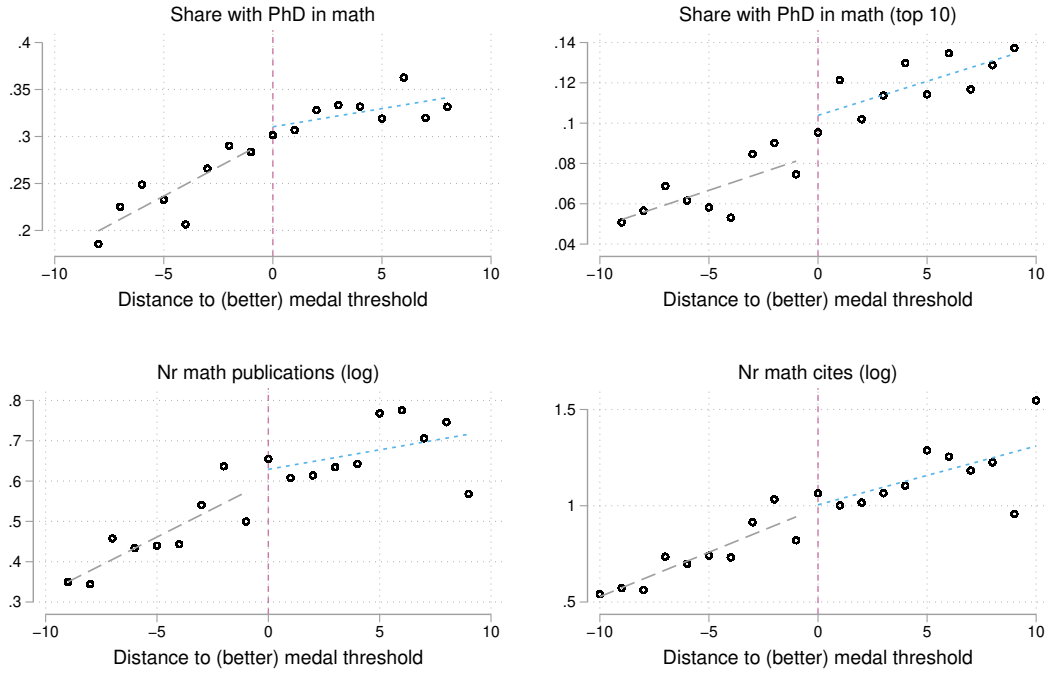 Share with PhD in math
.4
.35
.3
.25
.2
−10 −5 0 5 10
Distance to (better) medal threshold
Share with PhD in math (top 10)
.14
.12
.1
.08
.06
.04
−10 −5 0 5 10
Distance to (better) medal threshold
Nr math publications (log)
.8
.7
.6
.5
.4
.3
−10 −5 0 5 10
Distance to (better) medal threshold
Nr math cites (log)
1.5
1
.5
−10 −5 0 5 10
Distance to (better) medal threshold